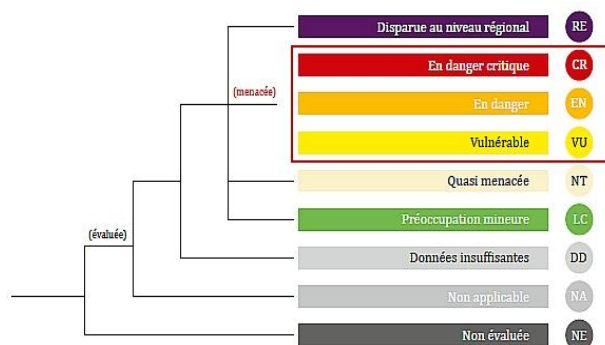 Disparue au niveau régional RE
En danger critique CR
(menacée)
En danger EN
Vulnérable VU
Quasi menacée NT
Préoccupation mineure LC
(évaluée)
Données insuffisantes DD
Non applicable NA
Non évaluée NE